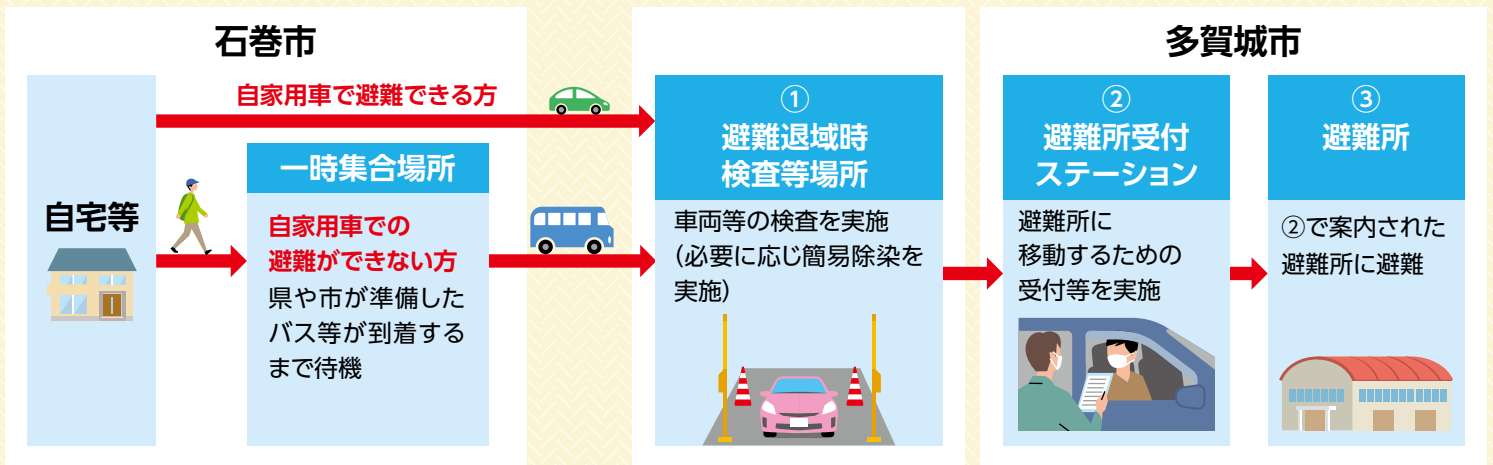 石巻市
自宅等
自家用車で避難できる方
一時集合場所
自家用車での
避難ができない方
県や市が準備した
バス等が到着する
まで待機
①
避難退域時
検査等場所
車両等の検査を実施
(必要に応じ簡易除染を
実施)
多賀城市
②
避難所受付
ステーション
避難所に
移動するための
受付等を実施
③
避難所
②で案内された
避難所に避難